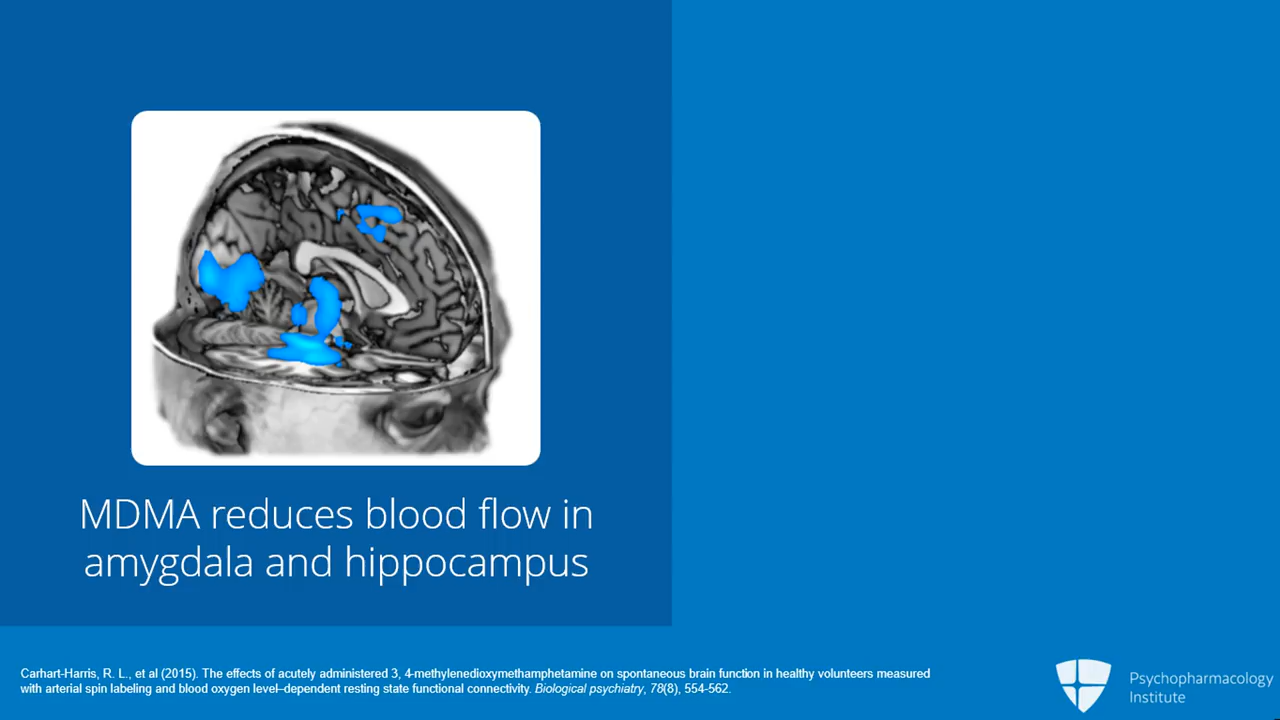 MDMA reduces blood flow in
amygdala and hippocampus
Carhart-Harris, R. L., et al (2015). The effects of acutely administered 3, 4-methylenedioxymethamphetamine on spontaneous brain function in healthy volunteers measured
with arterial spin labeling and blood oxygen level–dependent resting state functional connectivity. Biological psychiatry, 78(8), 554-562.
Psychopharmacology
Institute